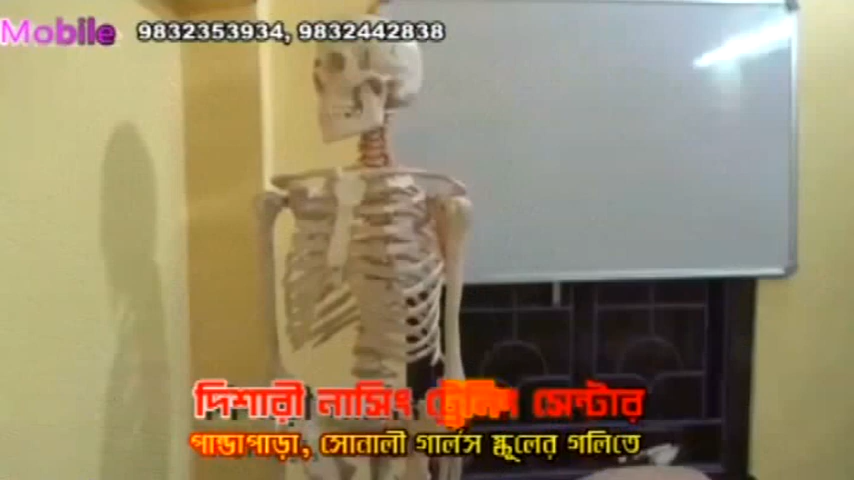 Mobile 9832353934, 9832442838
দিশারী নার্সিং ট্রেনিং সেন্টার
পান্ডাপাড়া, সোনালী গার্লস স্কুলের গলিতে